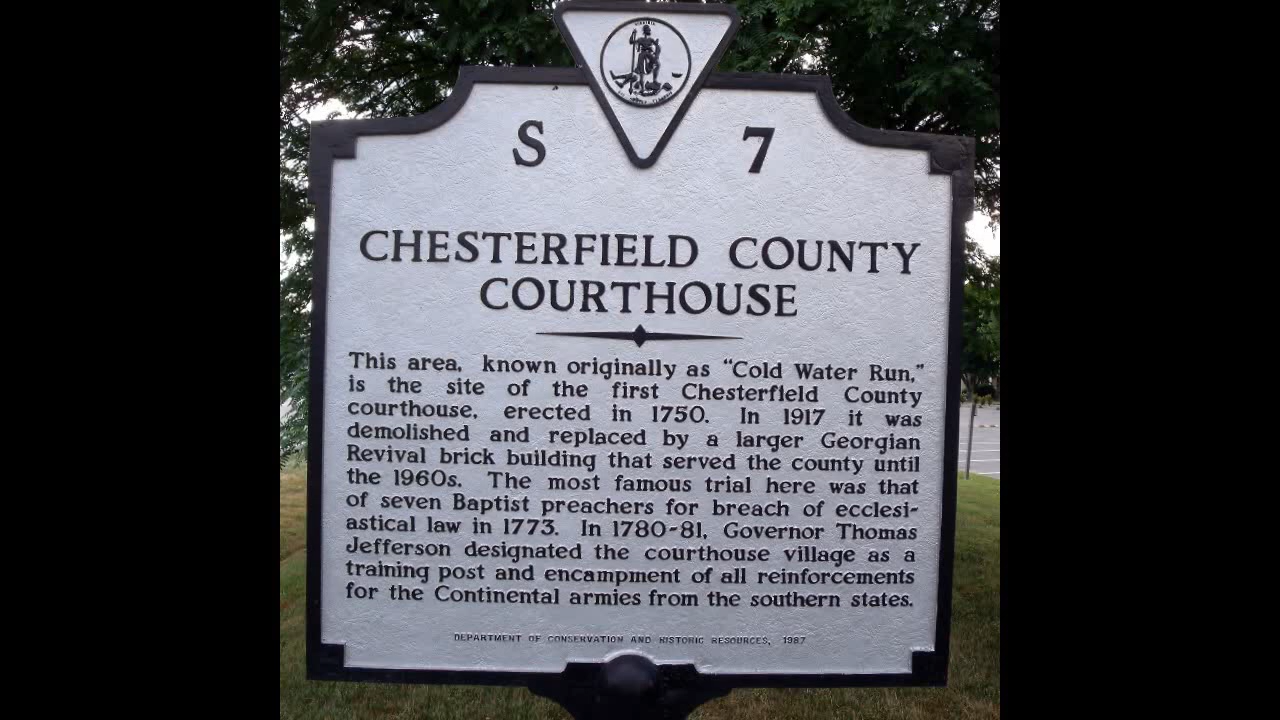 VIRGINIA
S 7
CHESTERFIELD COUNTY
COURTHOUSE
This area, known originally as "Cold Water Run,"
is the site of the first Chesterfield County
courthouse, erected in 1750. In 1917 it was
demolished and replaced by a larger Georgian
Revival brick building that served the county until
the 1960s. The most famous trial here was that
of seven Baptist preachers for breach of ecclesi-
astical law in 1773. In 1780-81, Governor Thomas
Jefferson designated the courthouse village as a
training post and encampment of all reinforcements
for the Continental armies from the southern states.
DEPARTMENT OF CONSERVATION AND HISTORIC RESOURCES, 1987